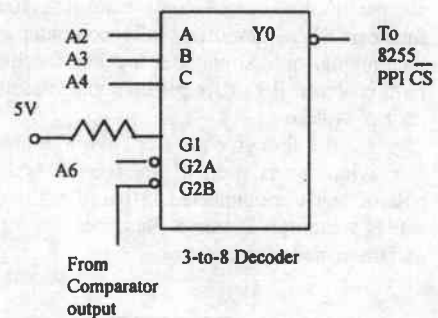 A2 A Y0 To
A3 B 8255
A4 C PPI CS
5V
G1
A6 G2A
G2B
From 3-to-8 Decoder
Comparator
output